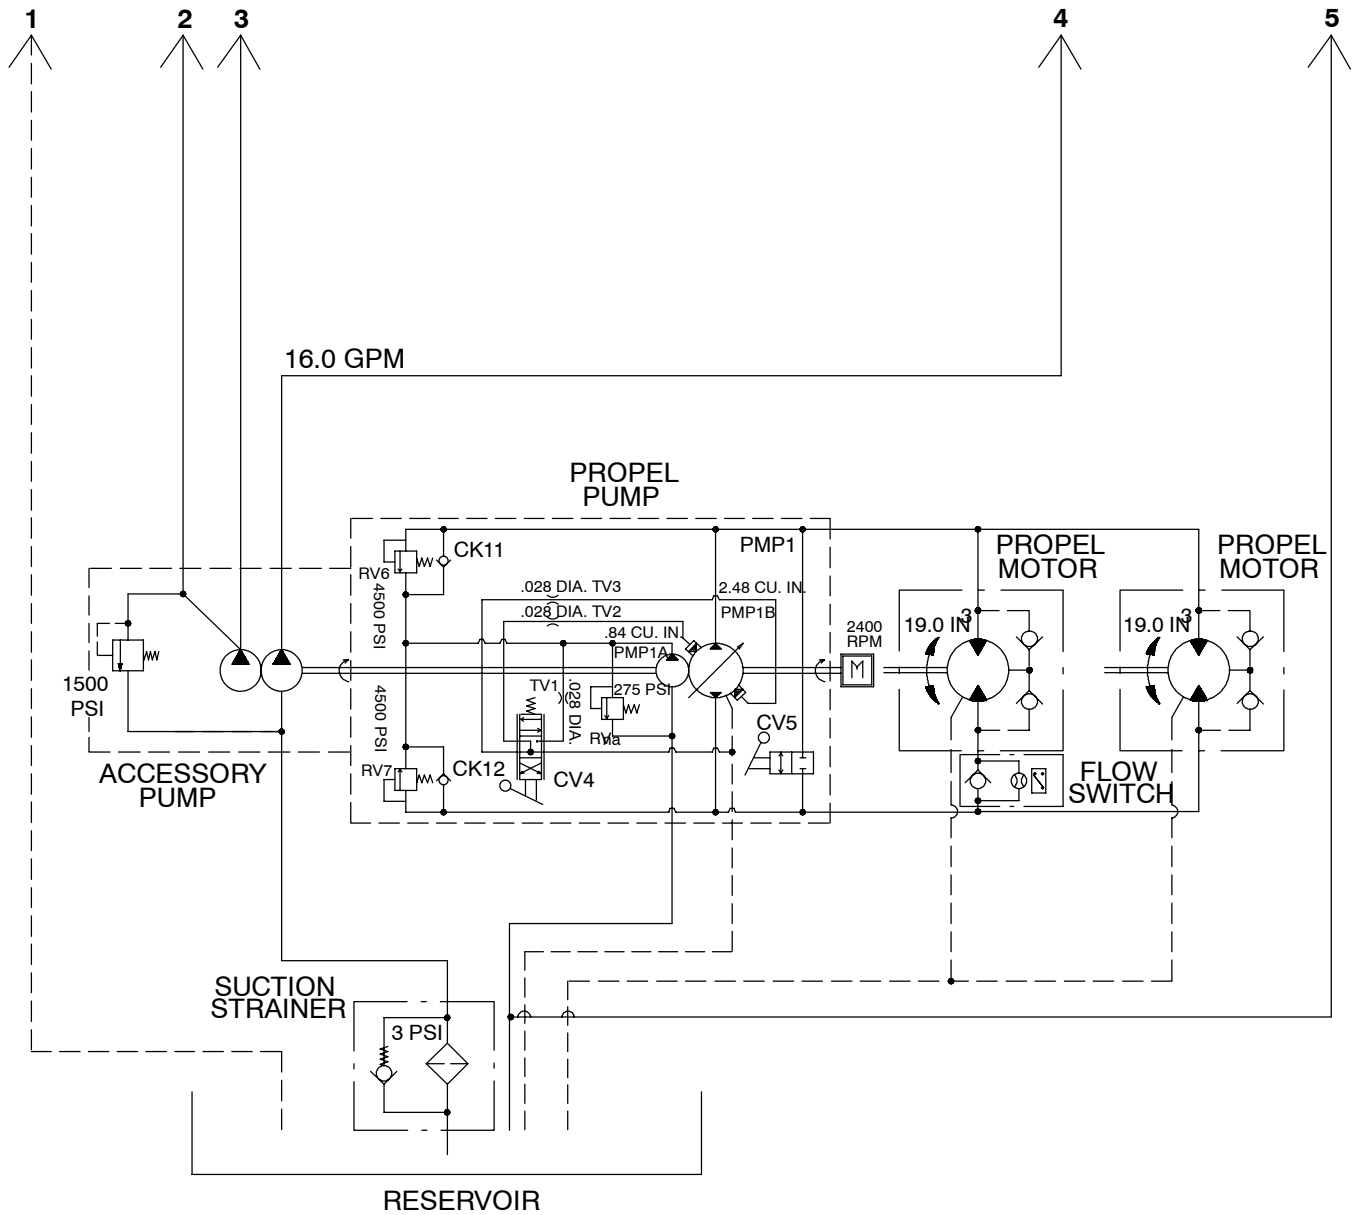 1
2
3
4
5
16.0 GPM
PROPEL
PUMP
PMP1
CK11
RV6
4500 PSI
.028 DIA. TV3
2.48 CU. IN.
.028 DIA. TV2
PMP1B
.84 CU. IN.
PMP1A
2400
RPM
M
PROPEL
MOTOR
19.0 IN3
PROPEL
MOTOR
19.0 IN3
1500
PSI
4500 PSI
TV1
.028 DIA.
275 PSI
RVa
CV5
RV7
CK12
CV4
ACCESSORY
PUMP
FLOW
SWITCH
SUCTION
STRAINER
3 PSI
RESERVOIR